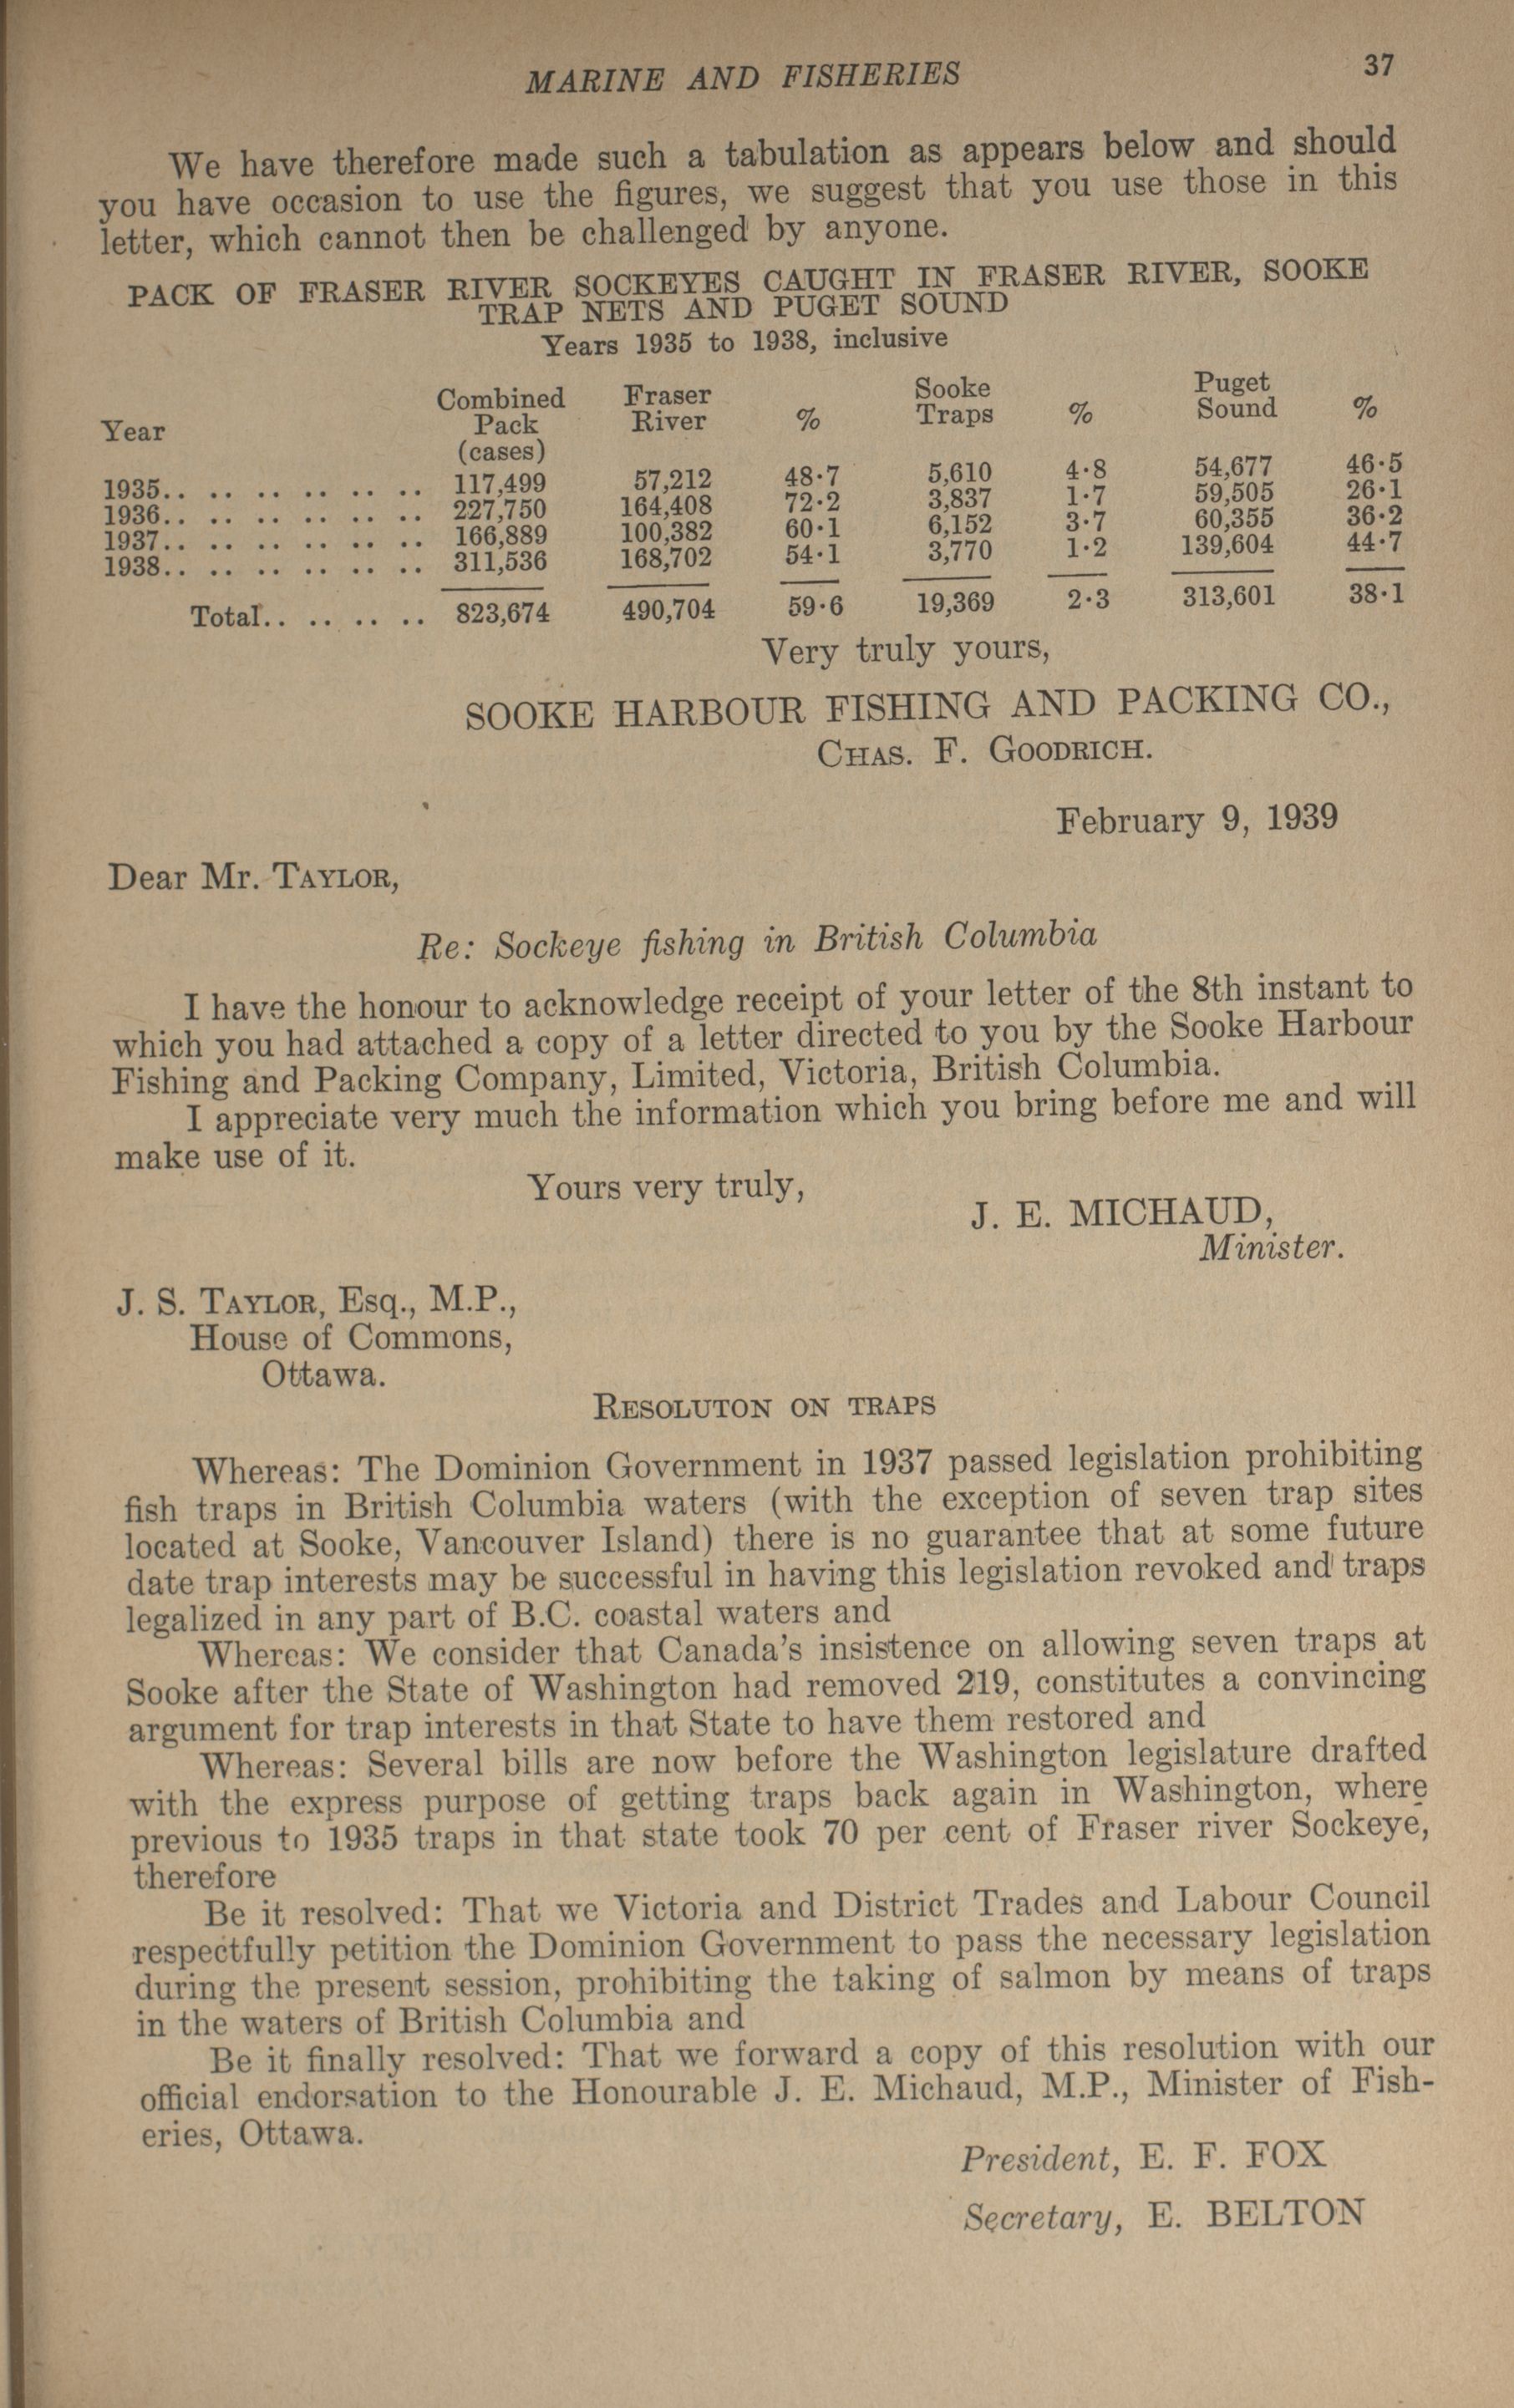 MARINE AND FISHERIES 37
We have therefore made such a tabulation as appears below and should
you have occasion to use the figures, we suggest that you use those in this
letter, which cannot then be challenged by anyone.
PACK OF FRASER RIVER SOCKEYES CAUGHT IN FRASER RIVER, SOOKE
TRAP NETS AND PUGET SOUND
Years 1935 to 1938, inclusive
Combined Fraser Sooke Puget
Year Pack River % Traps % Sound %
(cases)
1935.. .. .. .. .. .. 117,499 57,212 48·7 5,610 4·8 54,677 46·5
1936.. .. .. .. .. .. 227,750 164,408 72·2 3,837 1·7 59,505 26·1
1937.. .. .. .. .. .. 166,889 100,382 60·1 6,152 3·7 60,355 36·2
1938.. .. .. .. .. .. 311,536 168,702 54·1 3,770 1·2 139,604 44·7
Total.. .. .. .. 823,674 490,704 59·6 19,369 2·3 313,601 38·1
Very truly yours,
SOOKE HARBOUR FISHING AND PACKING CO.,
CHAS. F. GOODRICH.
February 9, 1939
Dear Mr. TAYLOR,
Re: Sockeye fishing in British Columbia
I have the honour to acknowledge receipt of your letter of the 8th instant to
which you had attached a copy of a letter directed to you by the Sooke Harbour
Fishing and Packing Company, Limited, Victoria, British Columbia.
I appreciate very much the information which you bring before me and will
make use of it.
Yours very truly,
J. E. MICHAUD,
Minister.
J. S. TAYLOR, Esq., M.P.,
House of Commons,
Ottawa.
RESOLUTON ON TRAPS
Whereas: The Dominion Government in 1937 passed legislation prohibiting
fish traps in British Columbia waters (with the exception of seven trap sites
located at Sooke, Vancouver Island) there is no guarantee that at some future
date trap interests may be successful in having this legislation revoked and traps
legalized in any part of B.C. coastal waters and
Whereas: We consider that Canada's insistence on allowing seven traps at
Sooke after the State of Washington had removed 219, constitutes a convincing
argument for trap interests in that State to have them restored and
Whereas: Several bills are now before the Washington legislature drafted
with the express purpose of getting traps back again in Washington, where
previous to 1935 traps in that state took 70 per cent of Fraser river Sockeye,
therefore
Be it resolved: That we Victoria and District Trades and Labour Council
respectfully petition the Dominion Government to pass the necessary legislation
during the present session, prohibiting the taking of salmon by means of traps
in the waters of British Columbia and
Be it finally resolved: That we forward a copy of this resolution with our
official endorsation to the Honourable J. E. Michaud, M.P., Minister of Fish-
eries, Ottawa.
President, E. F. FOX
Secretary, E. BELTON